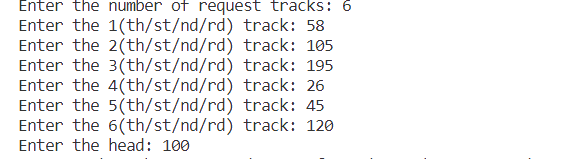 Enter the number of request tracks: 6
Enter the 1(th/st/nd/rd) track: 58
Enter the 2(th/st/nd/rd) track: 105
Enter the 3(th/st/nd/rd) track: 195
Enter the 4(th/st/nd/rd) track: 26
Enter the 5(th/st/nd/rd) track: 45
Enter the 6(th/st/nd/rd) track: 120
Enter the head: 100